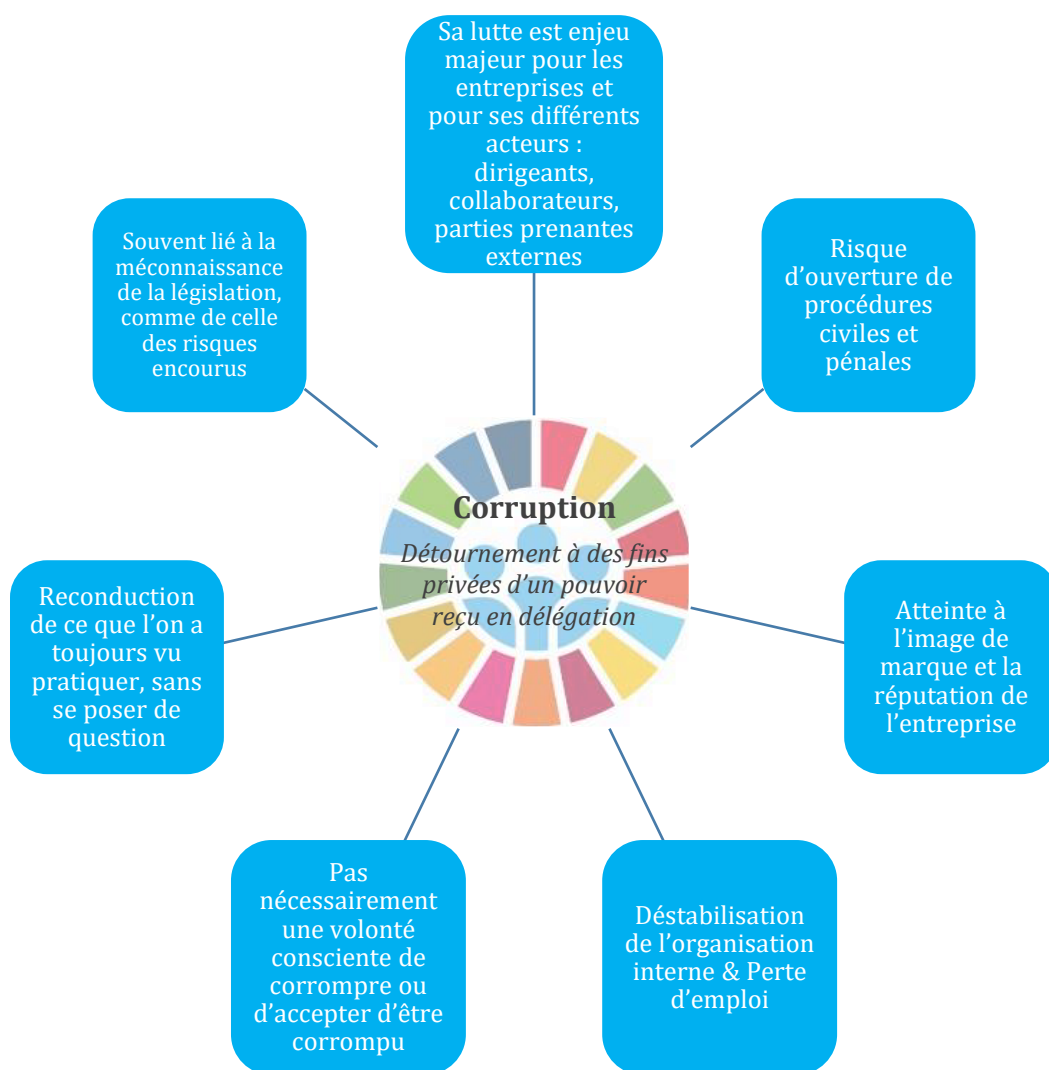 Sa lutte est enjeu
majeur pour les
entreprises et
pour ses différents
acteurs :
dirigeants,
collaborateurs,
parties prenantes
externes
Risque
d’ouverture de
procédures
civiles et
pénales
Atteinte à
l’image de
marque et la
réputation de
l’entreprise
Déstabilisation
de l’organisation
interne & Perte
d’emploi
Pas
nécessairement
une volonté
consciente de
corrompre ou
d’accepter d’être
corrompu
Reconduction
de ce que l’on a
toujours vu
pratiquer, sans
se poser de
question
Souvent lié à la
méconnaissance
de la législation,
comme de celle
des risques
encourus
Corruption
Détournement à des fins
privées d’un pouvoir
reçu en délégation